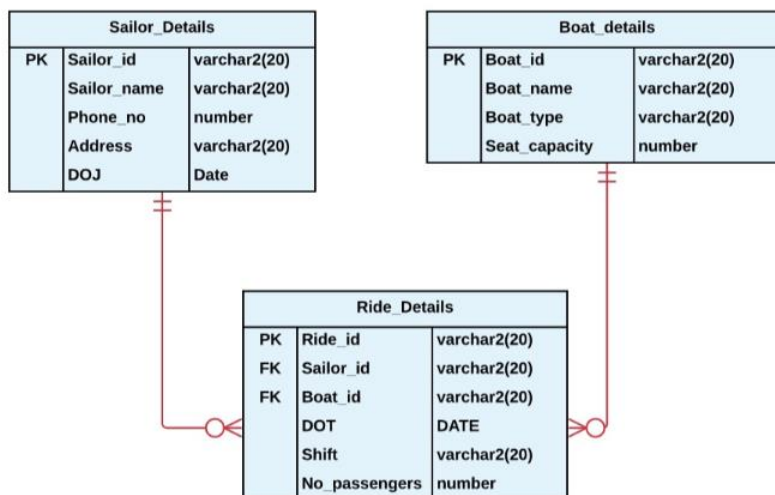 Sailor_Details
PK Sailor_id varchar2(20)
Sailor_name varchar2(20)
Phone_no number
Address varchar2(20)
DOJ Date
Boat_details
PK Boat_id varchar2(20)
Boat_name varchar2(20)
Boat_type varchar2(20)
Seat_capacity number
Ride_Details
PK Ride_id varchar2(20)
FK Sailor_id varchar2(20)
FK Boat_id varchar2(20)
DOT DATE
Shift varchar2(20)
No_passengers number